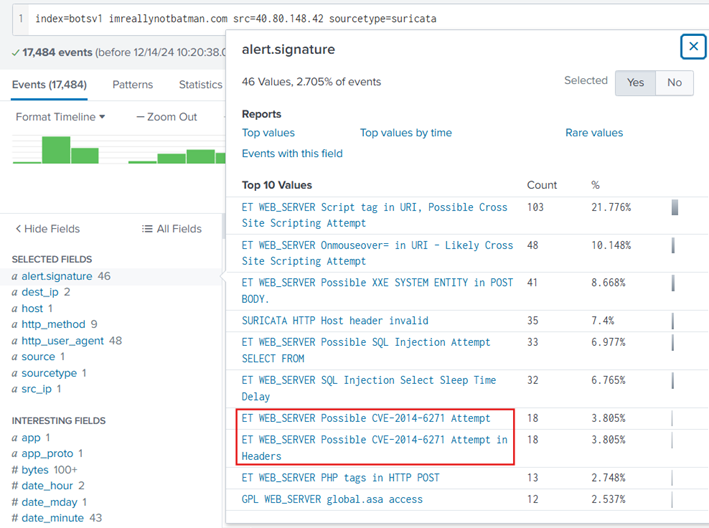 1 index=botsv1 imreallynotbatman.com src=40.80.148.42 sourcetype=suricata
✓ 17,484 events (before 12/14/24 10:20:38.0
Events (17,484) Patterns Statistics
Format Timeline ▾ — Zoom Out
< Hide Fields
All Fields
SELECTED FIELDS
a alert.signature 46
a dest_ip 2
a host 1
a http_method 9
a http_user_agent 48
a source 1
a sourcetype 1
a src_ip 1
INTERESTING FIELDS
a app 1
a app_proto 1
# bytes 100+
# date_hour 2
# date_mday 1
# date_minute 43
alert.signature
46 Values, 2.705% of events
Selected Yes No
Reports
Top values Top values by time Rare values
Events with this field
Top 10 Values Count %
ET WEB_SERVER Script tag in URI, Possible Cross 103 21.776%
Site Scripting Attempt
ET WEB_SERVER Onmouseover= in URI - Likely Cross 48 10.148%
Site Scripting Attempt
ET WEB_SERVER Possible XXE SYSTEM ENTITY in POST 41 8.668%
BODY.
SURICATA HTTP Host header invalid 35 7.4%
ET WEB_SERVER Possible SQL Injection Attempt 33 6.977%
SELECT FROM
ET WEB_SERVER SQL Injection Select Sleep Time 32 6.765%
Delay
ET WEB_SERVER Possible CVE-2014-6271 Attempt 18 3.805%
ET WEB_SERVER Possible CVE-2014-6271 Attempt in 18 3.805%
Headers
ET WEB_SERVER PHP tags in HTTP POST 13 2.748%
GPL WEB_SERVER global.asa access 12 2.537%